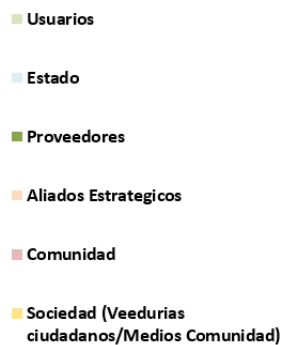 Usuarios
Estado
Proveedores
Aliados Estrategicos
Comunidad
Sociedad (Veedurias
ciudadanos/Medios Comunidad)